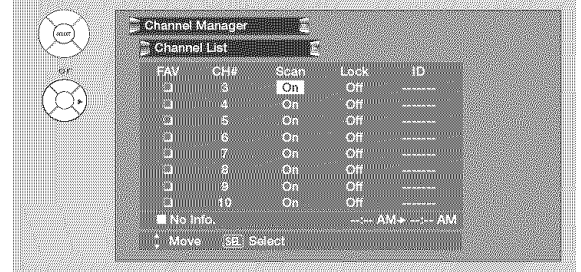 Channel Manager
Channel List
or
FAV CH# Scan Lock ID
3 On Off ------
4 On Off ------
5 On Off ------
6 On Off ------
7 On Off ------
8 On Off ------
9 On Off ------
10 On Off ------
No Info. --:-- AM --:-- AM
Move SEL Select